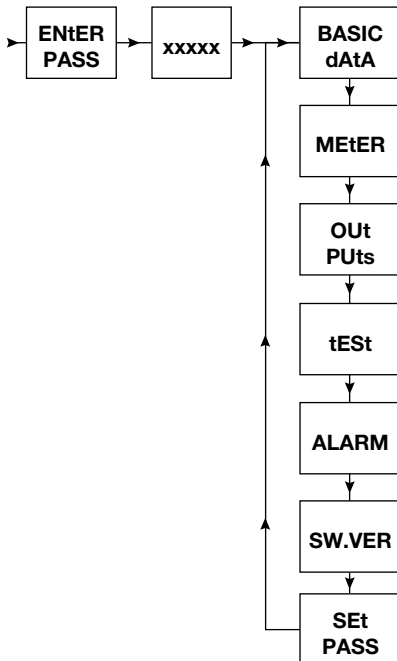 ENtER
PASS
xxxxx
BASIC
dAtA
MEtER
OUt
PUts
tESt
ALARM
SW.VER
SEt
PASS